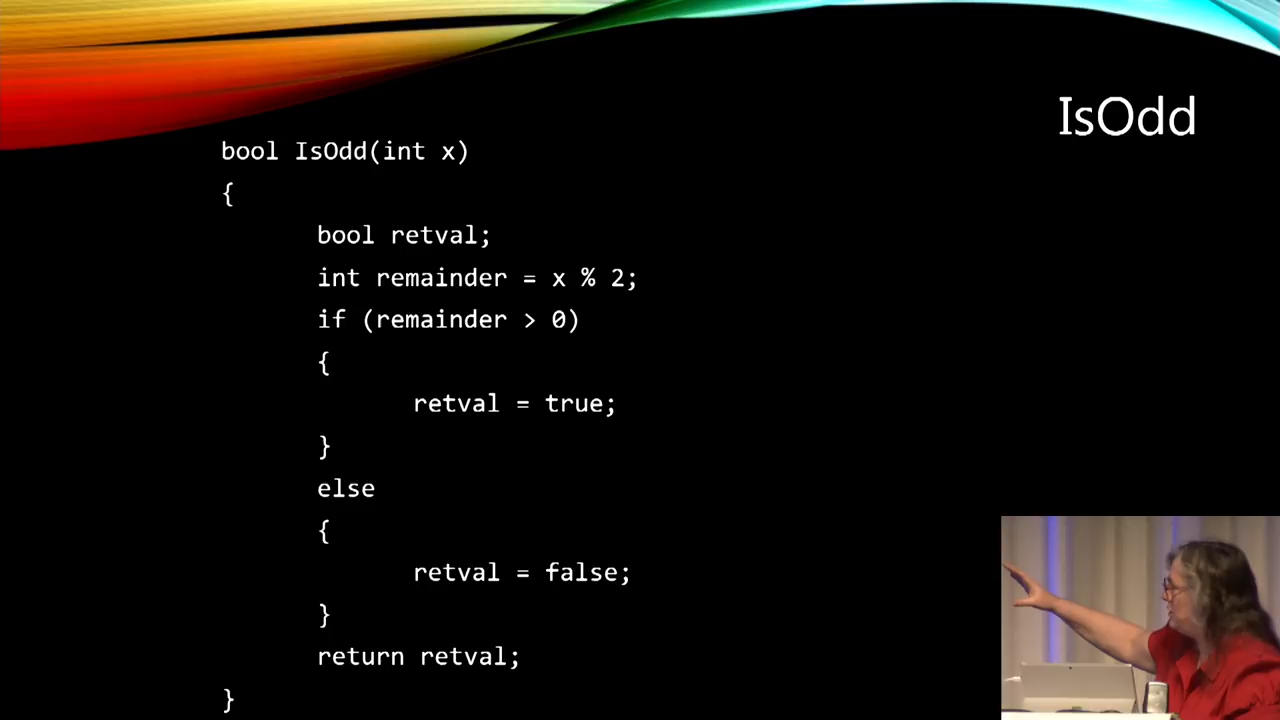 IsOdd
bool IsOdd(int x)
{
bool retval;
int remainder = x % 2;
if (remainder > 0)
{
retval = true;
}
else
{
retval = false;
}
return retval;
}